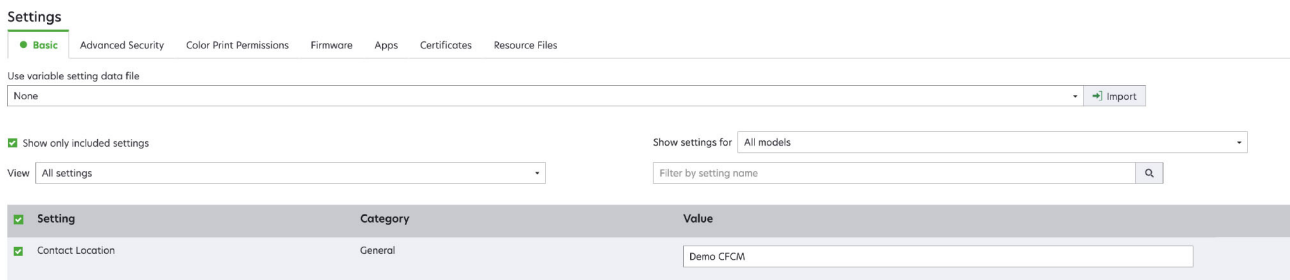 Settings
Basic Advanced Security Color Print Permissions Firmware Apps Certificates Resource Files
Use variable setting data file
None Import
Show only included settings Show settings for All models
View All settings Filter by setting name
Setting Category Value
Contact Location General Demo CFCM